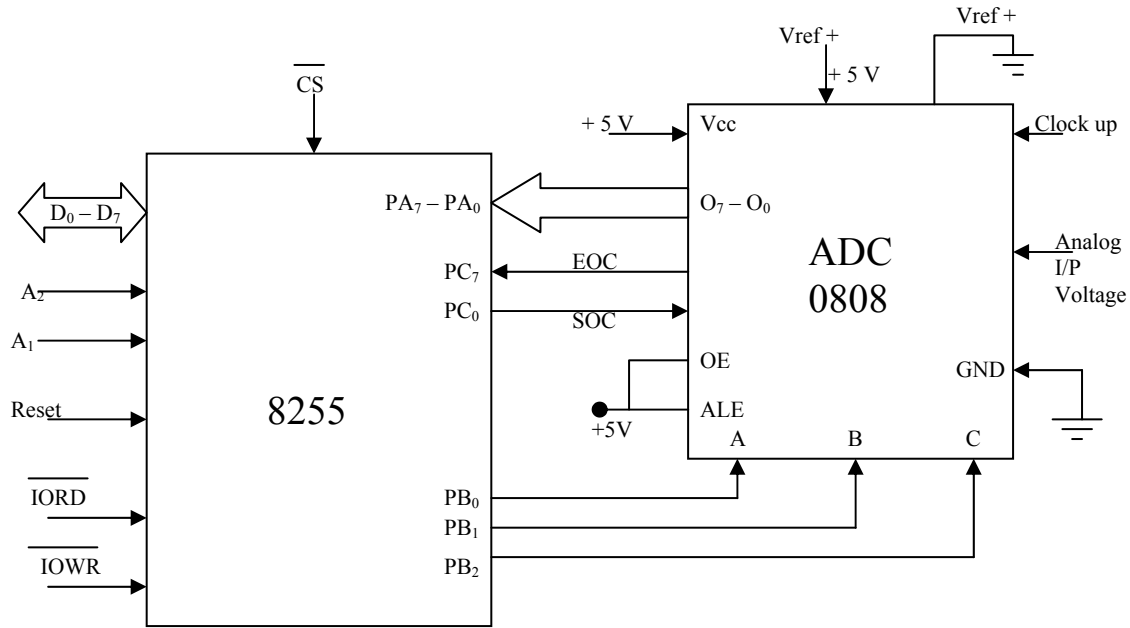 Vref +
Vref +
+ 5 V
CS
+ 5 V
Vcc
Clock up
D0 – D7
PA7 – PA0
O7 – O0
ADC
0808
Analog
I/P
Voltage
EOC
PC7
A2
PC0
SOC
A1
OE
GND
Reset
8255
ALE
+5V
A
B
C
IORD
PB0
PB1
IOWR
PB2